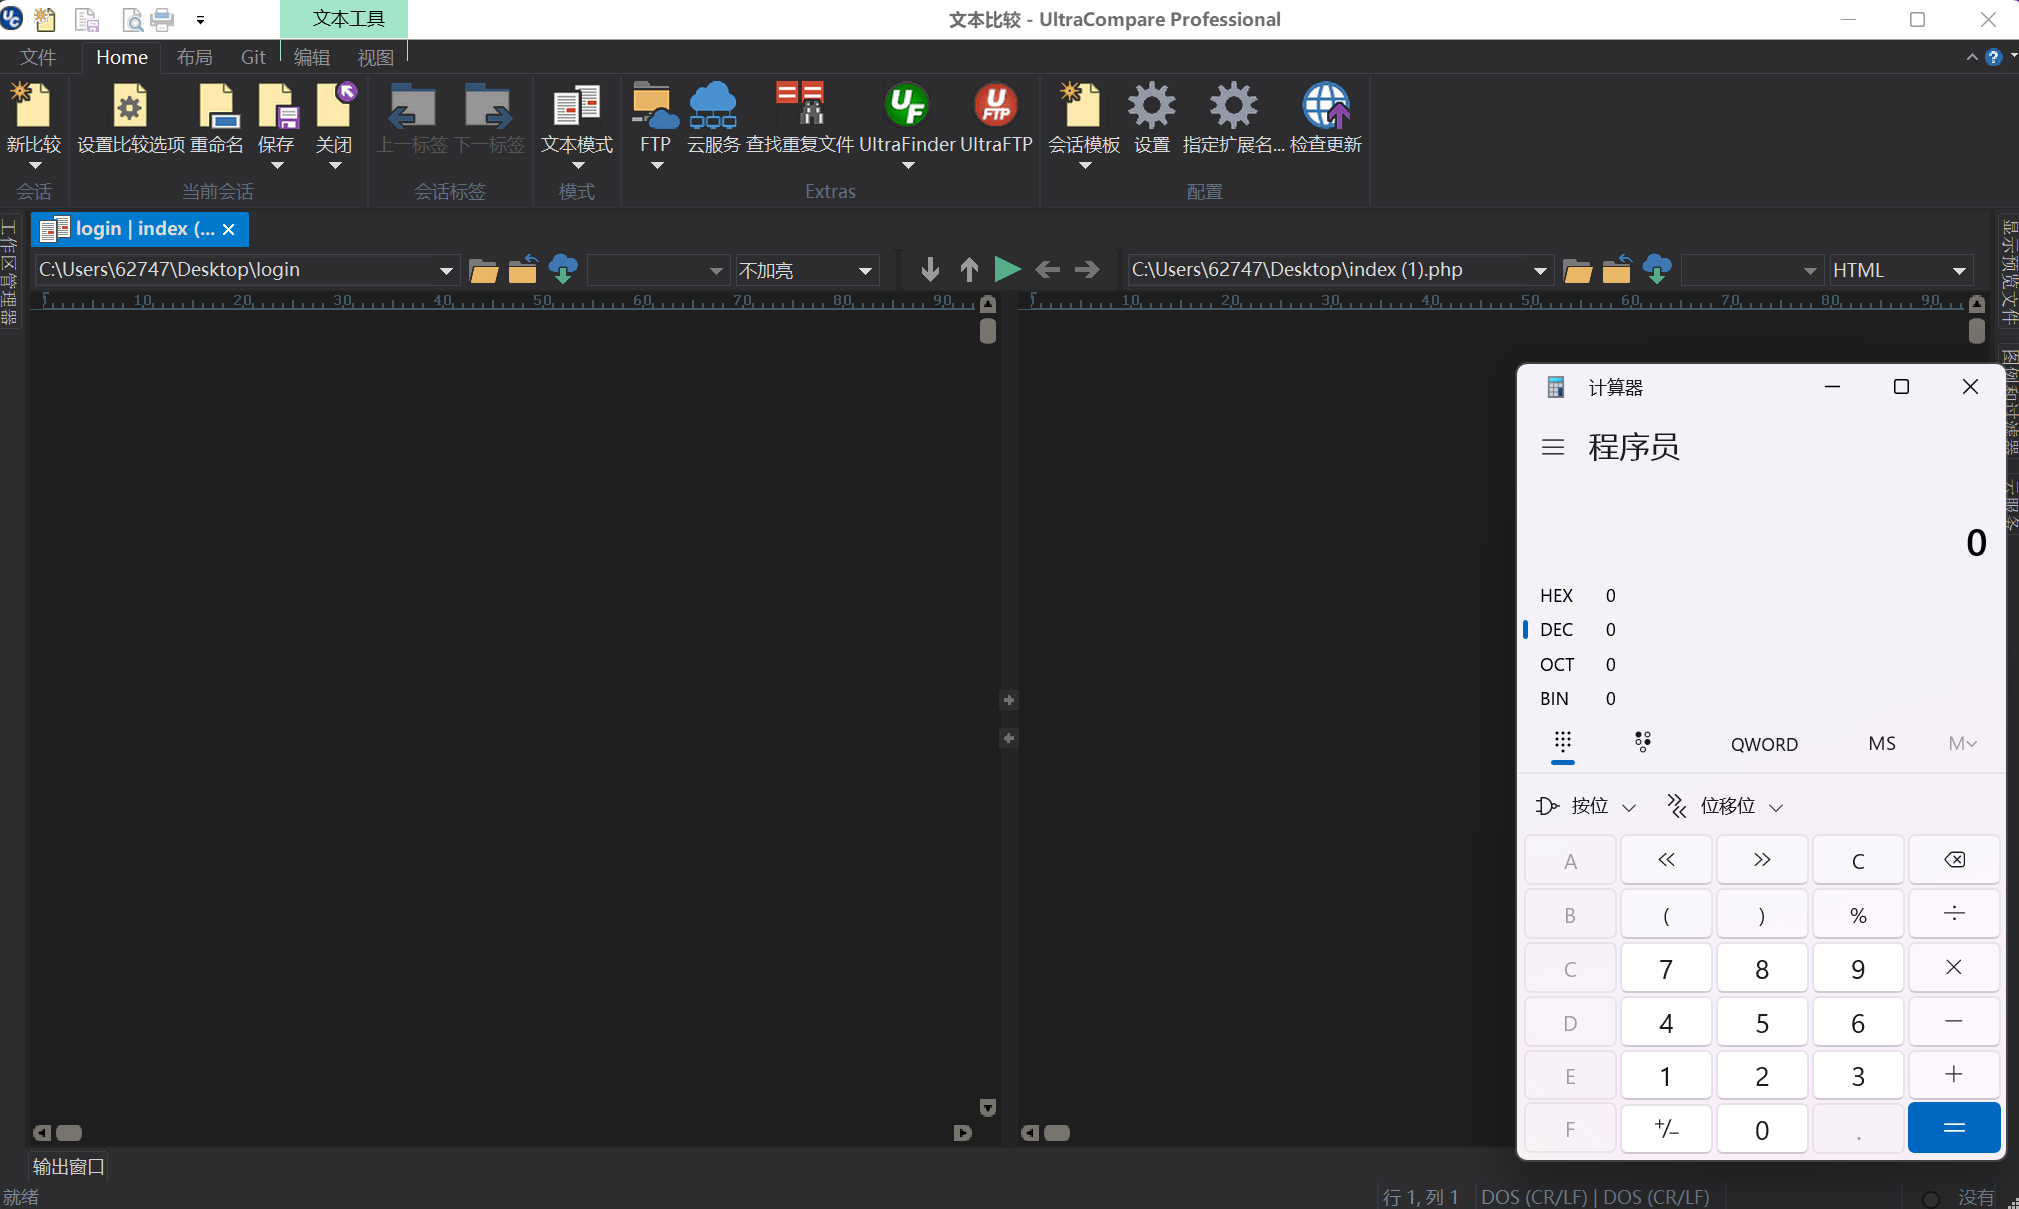 文本工具
文本比较 - UltraCompare Professional
文件 Home 布局 Git 编辑 视图
新比较 设置比较选项 重命名 保存 关闭 上一标签 下一标签 文本模式 FTP 云服务 查找重复文件 UltraFinder UltraFTP 会话模板 设置 指定扩展名... 检查更新
会话 当前会话 会话标签 模式 Extras 配置
工作区管理器
login | index (...
显示预览文件
C:\Users\62747\Desktop\login 不加亮 C:\Users\62747\Desktop\index (1).php HTML
10 20 30 40 50 60 70 80 90 10 20 30 40 50 60 70 80 90
图例和过滤器
云服务
计算器
程序员
0
HEX 0
DEC 0
OCT 0
BIN 0
QWORD MS M
按位 位移位
A « » C
B ( ) % ÷
C 7 8 9 ×
D 4 5 6 −
E 1 2 3 +
F +/− 0 . =
输出窗口
就绪 行 1, 列 1 DOS (CR/LF) | DOS (CR/LF) 没有